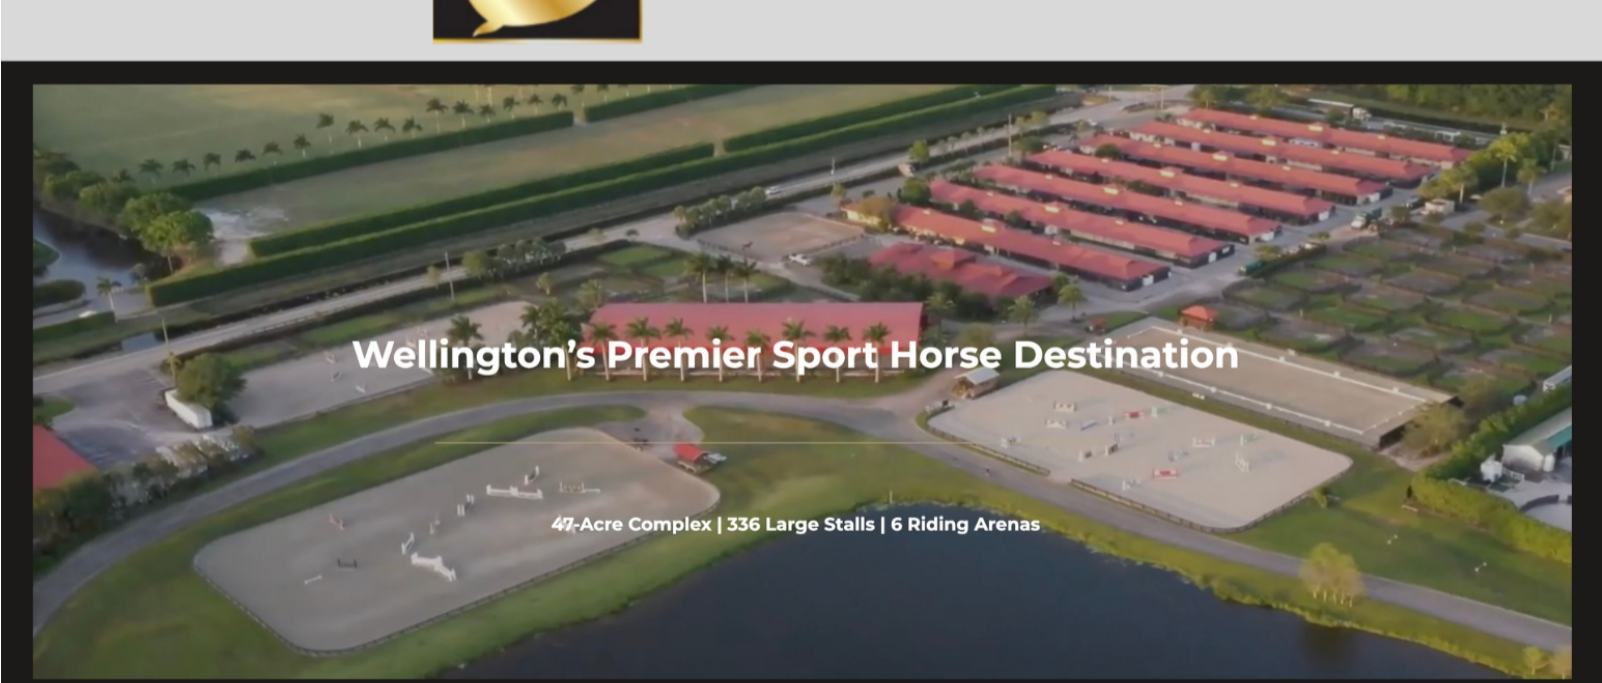 Wellington’s Premier Sport Horse Destination
47-Acre Complex | 336 Large Stalls | 6 Riding Arenas